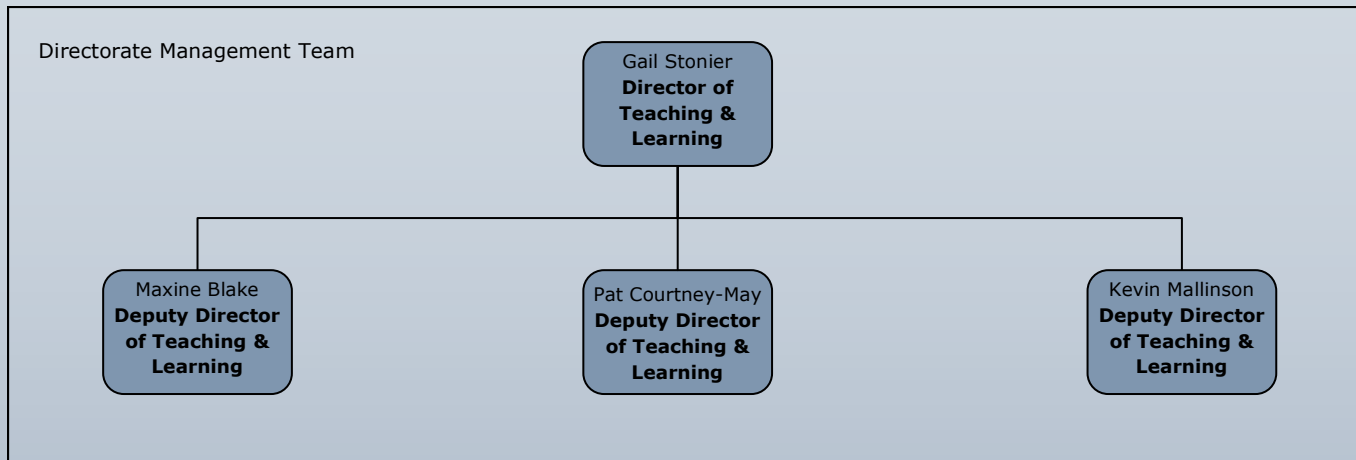 Directorate Management Team
Gail Stonier
Director of
Teaching &
Learning
Maxine Blake
Deputy Director
of Teaching &
Learning
Pat Courtney-May
Deputy Director
of Teaching &
Learning
Kevin Mallinson
Deputy Director
of Teaching &
Learning